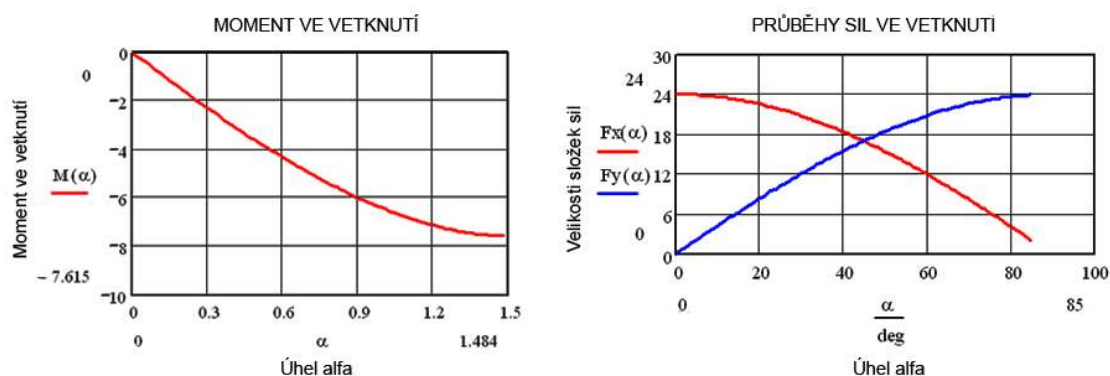 MOMENT VE VETKNUTÍ
Moment ve vetknutí
M(α)
0
−7.615
0
−2
−4
−6
−8
−10
0 0.3 0.6 0.9 1.2 1.5
0 α 1.484
Úhel alfa
PRŮBĚHY SIL VE VETKNUTI
Velikosti složek sil
24
Fx(α)
Fy(α)
0
30
24
18
12
6
0
0 20 40 60 80 100
0 α 85
deg
Úhel alfa